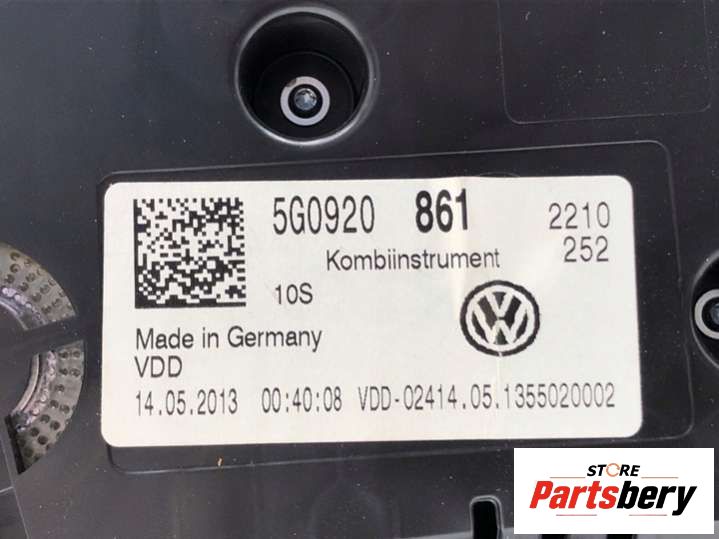 5G0920 861 2210
Kombiinstrument 252
10S
Made in Germany
VDD
14.05.2013 00:40:08 VDD-02414.05.1355020002
STORE
Partsbery